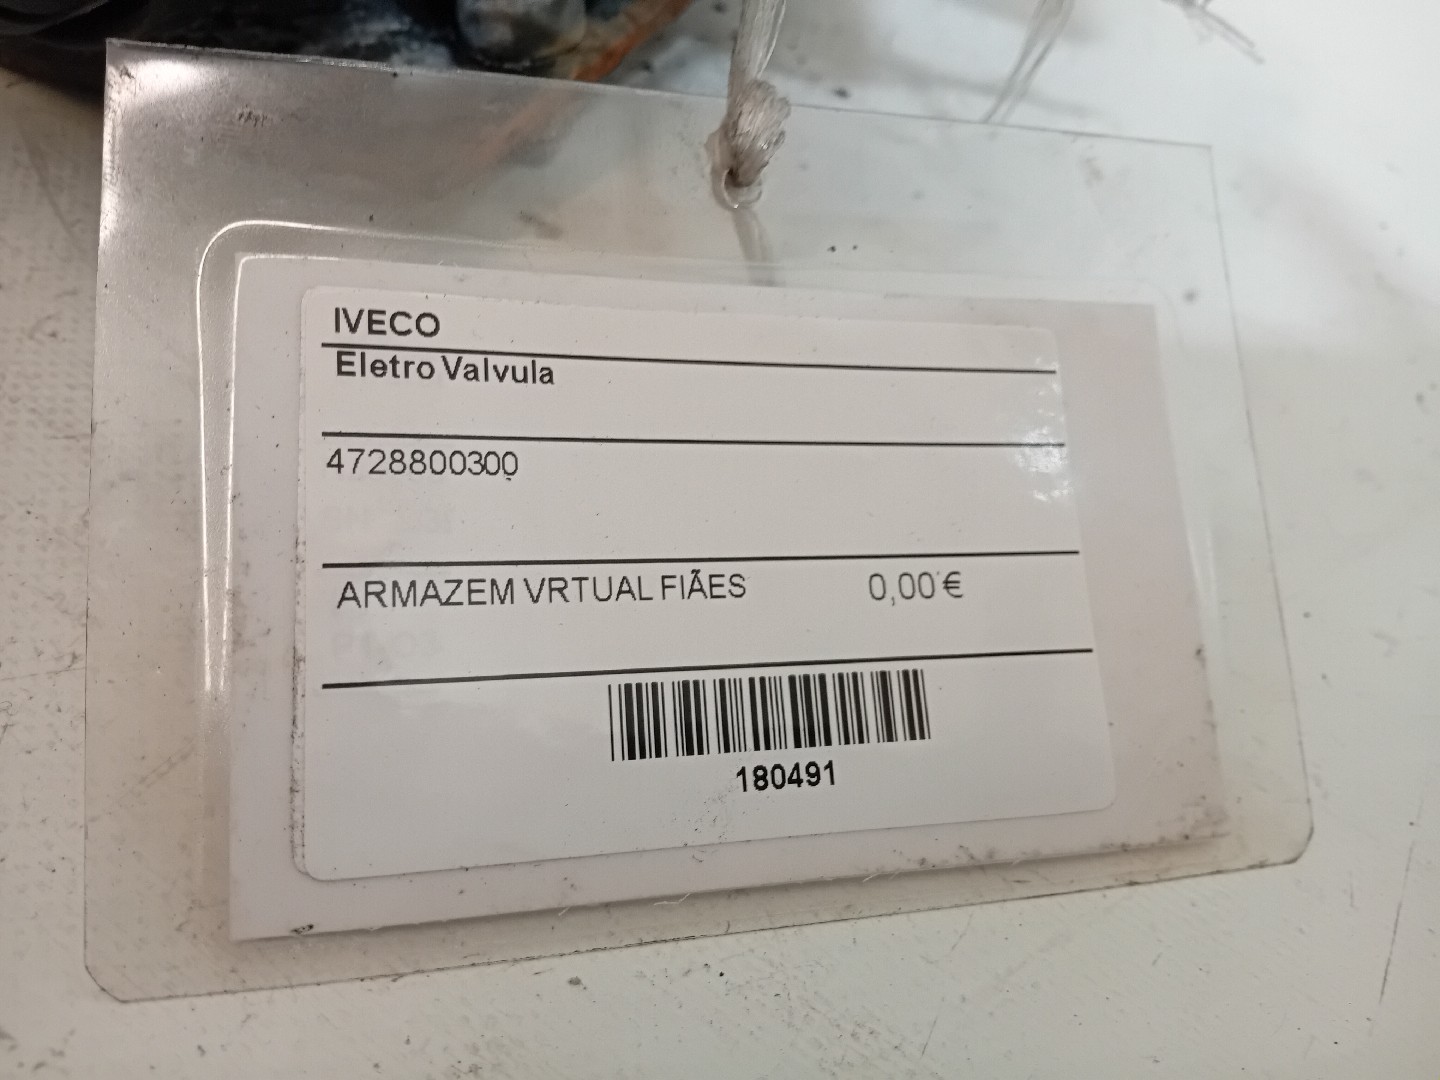 IVECO
Eletro Valvula
4728800300
ARMAZEM VRTUAL FIÃES 0,00 €
180491